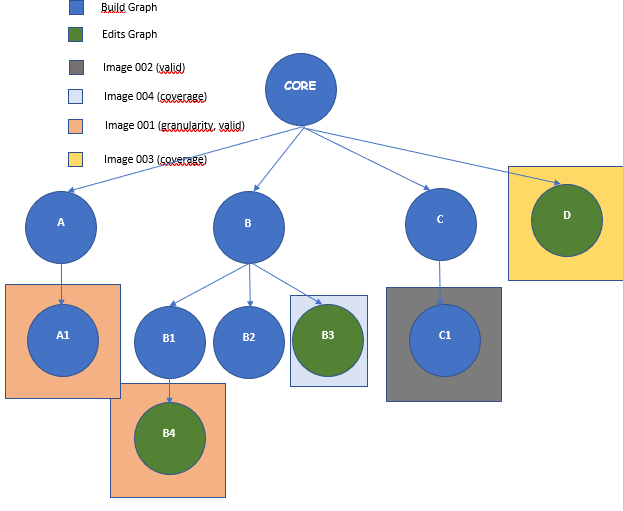 Build Graph
Edits Graph
Image 002 (valid)
Image 004 (coverage)
Image 001 (granularity, valid)
Image 003 (coverage)
CORE
A
B
C
D
A1
B1
B2
B3
C1
B4